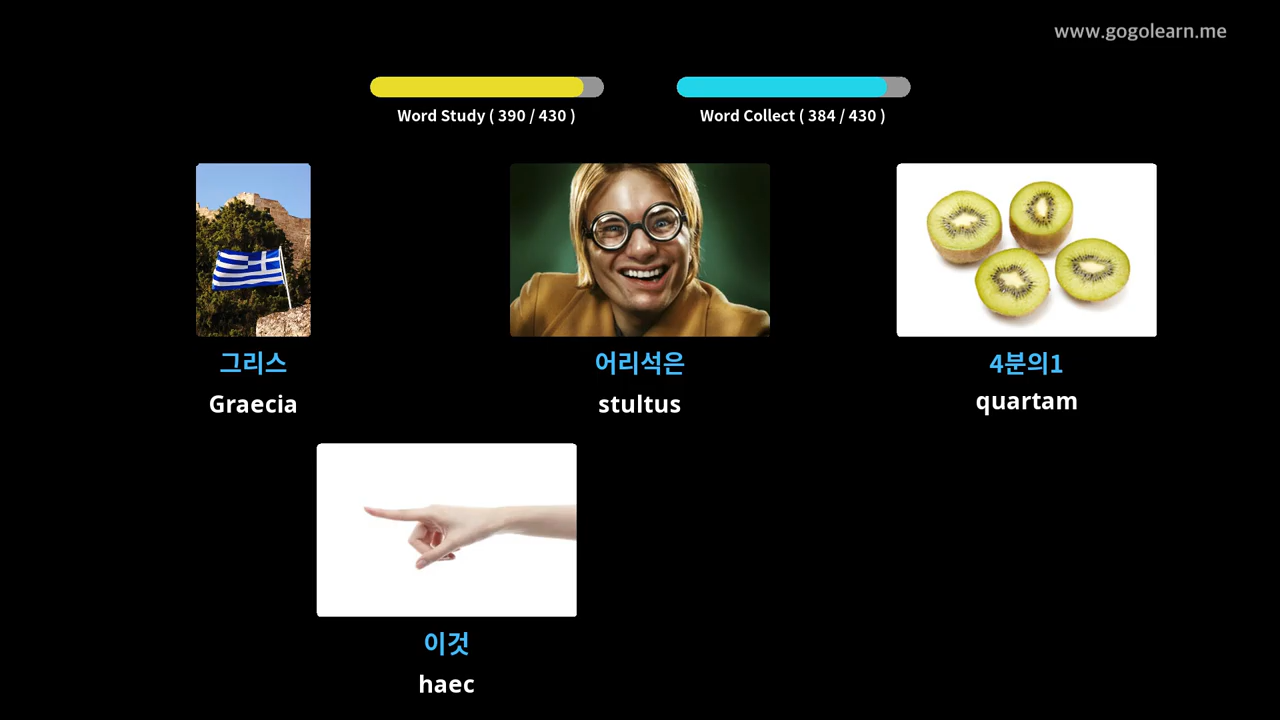 www.gogolearn.me
Word Study ( 390 / 430 )
Word Collect ( 384 / 430 )
그리스
Graecia
어리석은
stultus
4분의1
quartam
이것
haec